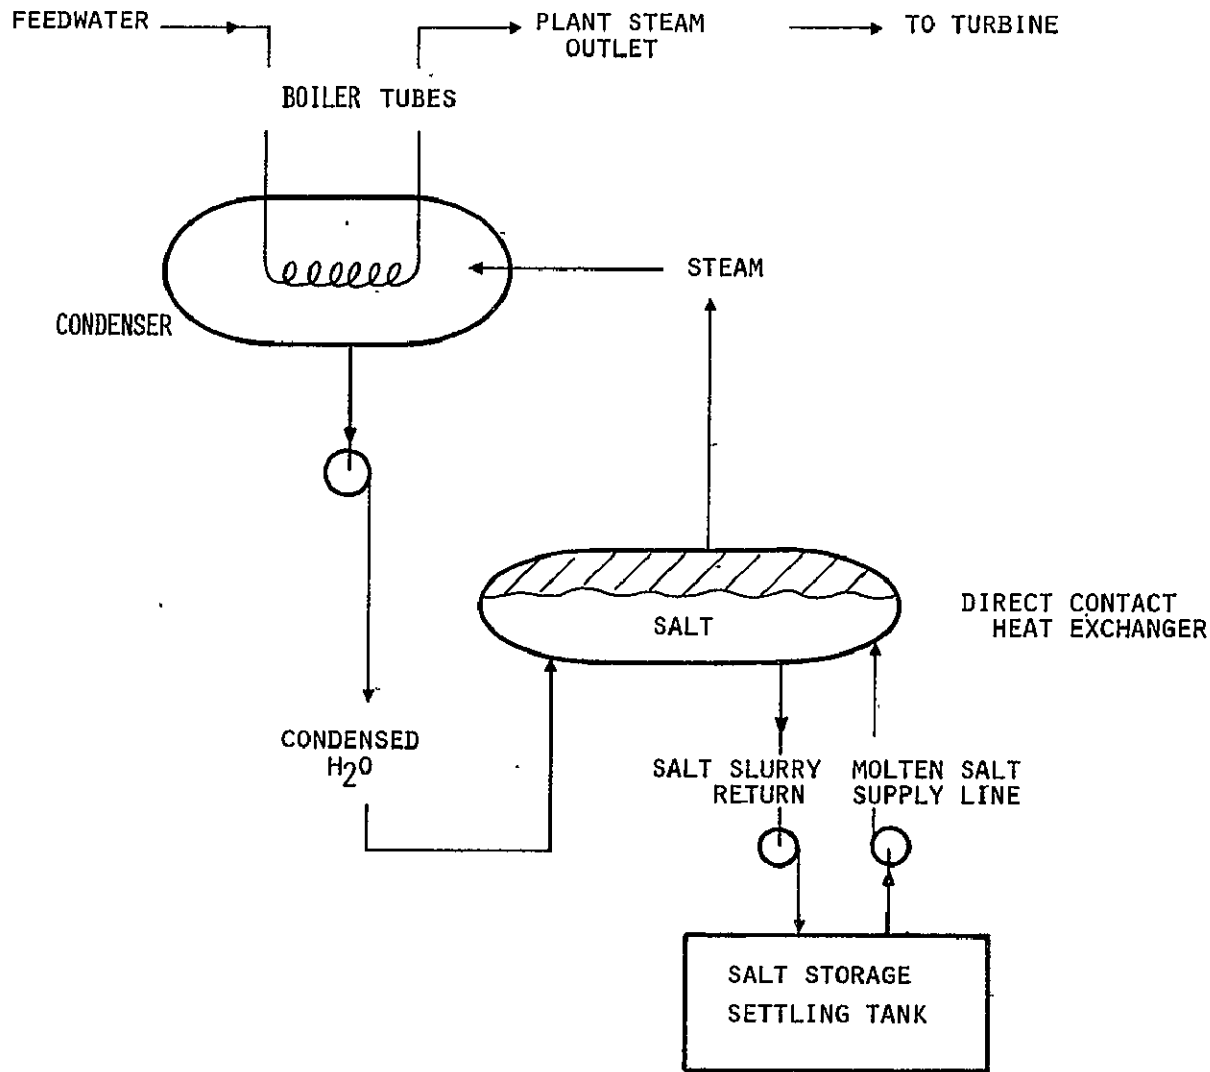 FEEDWATER
PLANT STEAM
OUTLET
TO TURBINE
BOILER TUBES
STEAM
CONDENSER
DIRECT CONTACT
HEAT EXCHANGER
SALT
CONDENSED
H2O
SALT SLURRY
RETURN
MOLTEN SALT
SUPPLY LINE
SALT STORAGE
SETTLING TANK